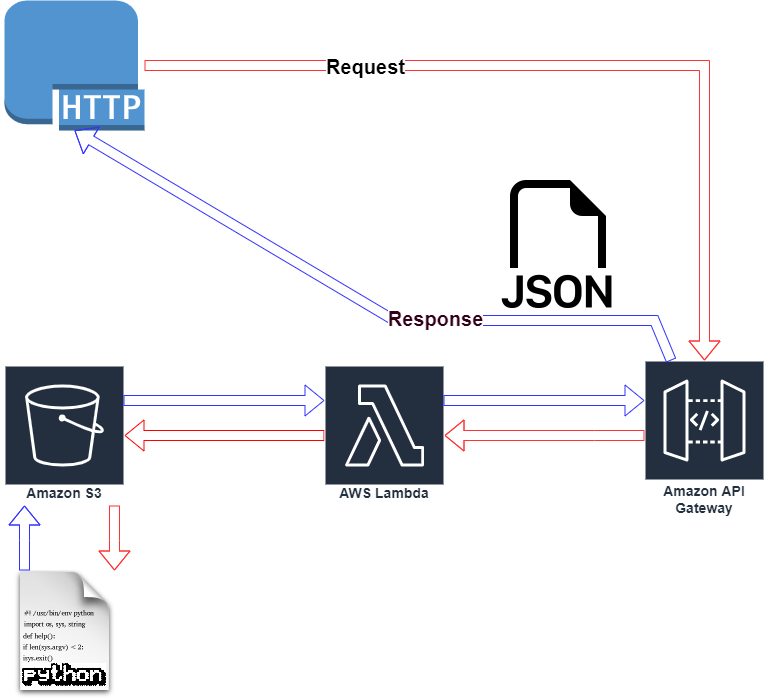 Request
HTTP
JSON
Response
</>
Amazon S3
AWS Lambda
Amazon API
Gateway
#! /usr/bin/env python
import os, sys, string
def help():
if len(sys.argv) < 2:
isys.exit()
python